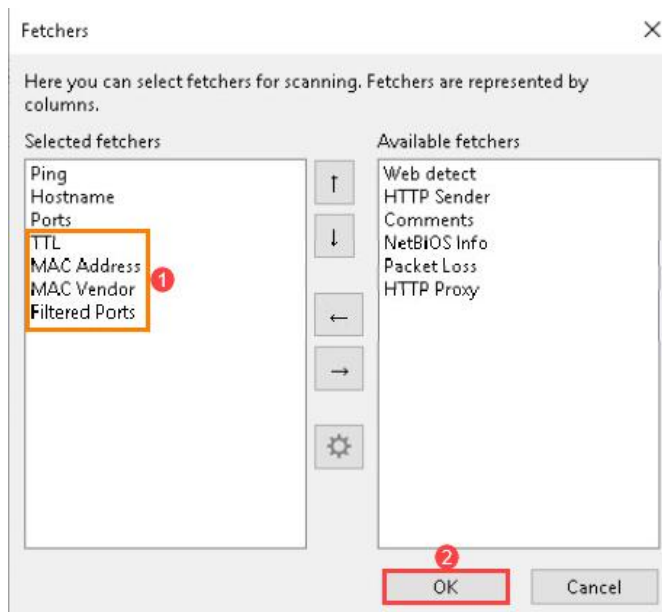 Fetchers
Here you can select fetchers for scanning. Fetchers are represented by
columns.
Selected fetchers
Ping
Hostname
Ports
TTL
MAC Address
MAC Vendor
Filtered Ports
1
Available fetchers
Web detect
HTTP Sender
Comments
NetBIOS Info
Packet Loss
HTTP Proxy
2
OK
Cancel